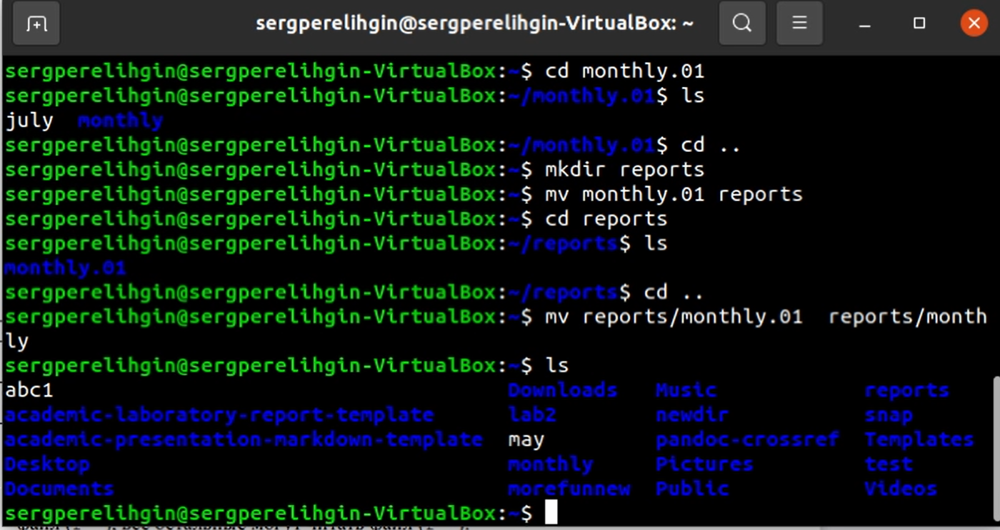 sergperelihgin@sergperelihgin-VirtualBox: ~
sergperelihgin@sergperelihgin-VirtualBox:~$ cd monthly.01
sergperelihgin@sergperelihgin-VirtualBox:~/monthly.01$ ls
july  monthly
sergperelihgin@sergperelihgin-VirtualBox:~/monthly.01$ cd ..
sergperelihgin@sergperelihgin-VirtualBox:~$ mkdir reports
sergperelihgin@sergperelihgin-VirtualBox:~$ mv monthly.01 reports
sergperelihgin@sergperelihgin-VirtualBox:~$ cd reports
sergperelihgin@sergperelihgin-VirtualBox:~/reports$ ls
monthly.01
sergperelihgin@sergperelihgin-VirtualBox:~/reports$ cd ..
sergperelihgin@sergperelihgin-VirtualBox:~$ mv reports/monthly.01  reports/month
ly
sergperelihgin@sergperelihgin-VirtualBox:~$ ls
abc1  Downloads  Music  reports
academic-laboratory-report-template  lab2  newdir  snap
academic-presentation-markdown-template  may  pandoc-crossref  Templates
Desktop  monthly  Pictures  test
Documents  morefunnew  Public  Videos
sergperelihgin@sergperelihgin-VirtualBox:~$